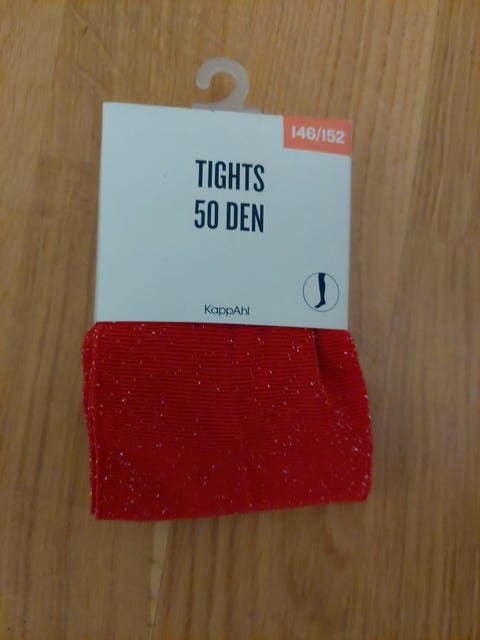 146/152
TIGHTS
50 DEN
KappAhl